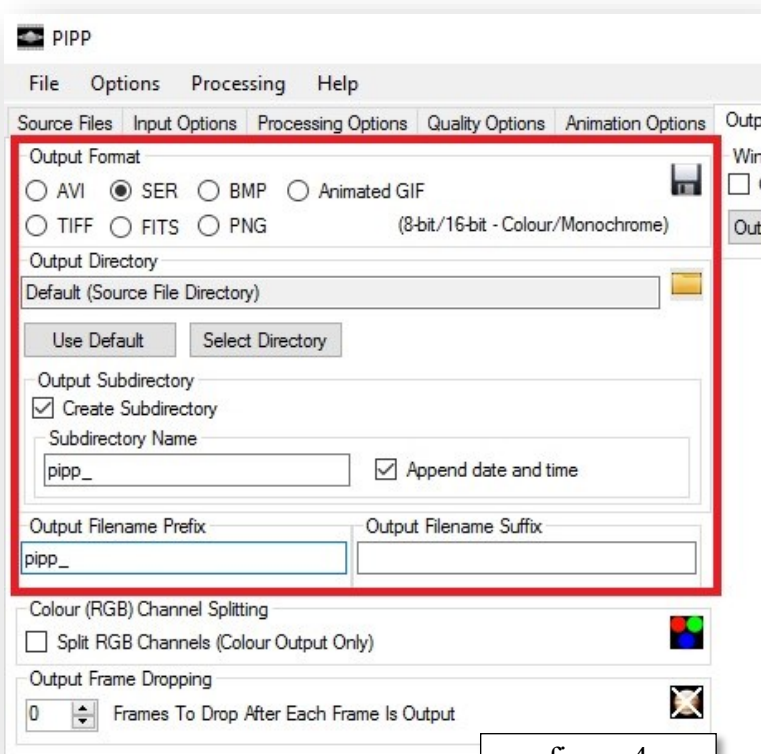 PIPP
File Options Processing Help
Source Files Input Options Processing Options Quality Options Animation Options
Output Format
AVI SER BMP Animated GIF
TIFF FITS PNG (8-bit/16-bit - Colour/Monochrome)
Output Directory
Default (Source File Directory)
Use Default Select Directory
Output Subdirectory
Create Subdirectory
Subdirectory Name
pipp_ Append date and time
Output Filename Prefix Output Filename Suffix
pipp_
Colour (RGB) Channel Splitting
Split RGB Channels (Colour Output Only)
Output Frame Dropping
0 Frames To Drop After Each Frame Is Output